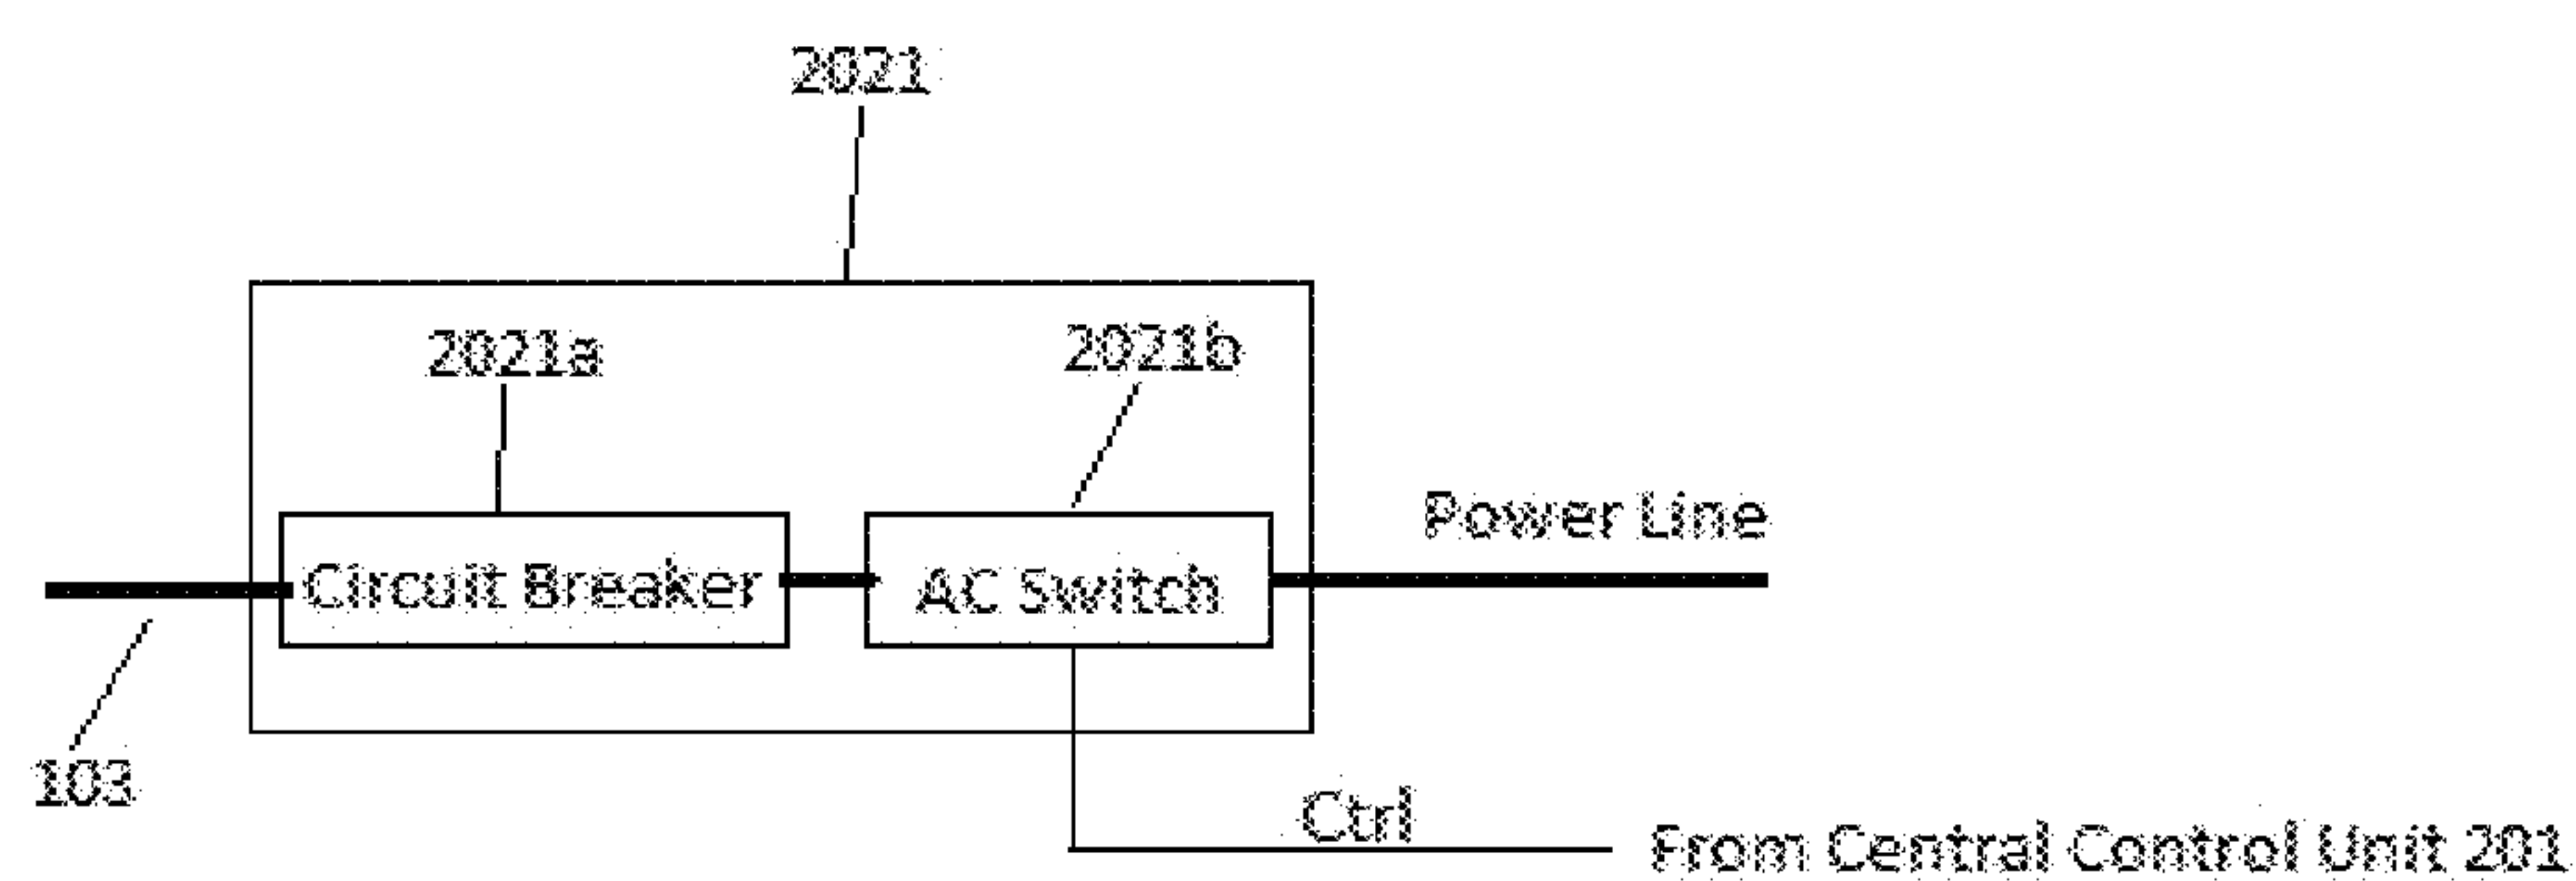 2021
2021a
2021b
Power Line
Circuit Breaker
AC Switch
103
Ctrl
From Central Control Unit 201